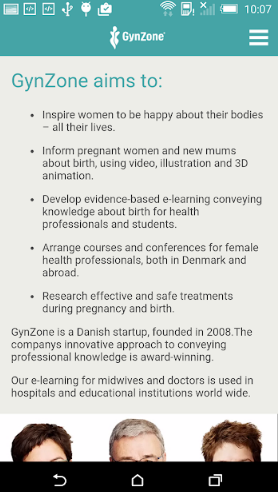 10:07
GynZone
GynZone aims to:
• Inspire women to be happy about their bodies
– all their lives.
• Inform pregnant women and new mums
about birth, using video, illustration and 3D
animation.
• Develop evidence-based e-learning conveying
knowledge about birth for health
professionals and students.
• Arrange courses and conferences for female
health professionals, both in Denmark and
abroad.
• Research effective and safe treatments
during pregnancy and birth.
GynZone is a Danish startup, founded in 2008.The
companys innovative approach to conveying
professional knowledge is award-winning.
Our e-learning for midwives and doctors is used in
hospitals and educational institutions world wide.